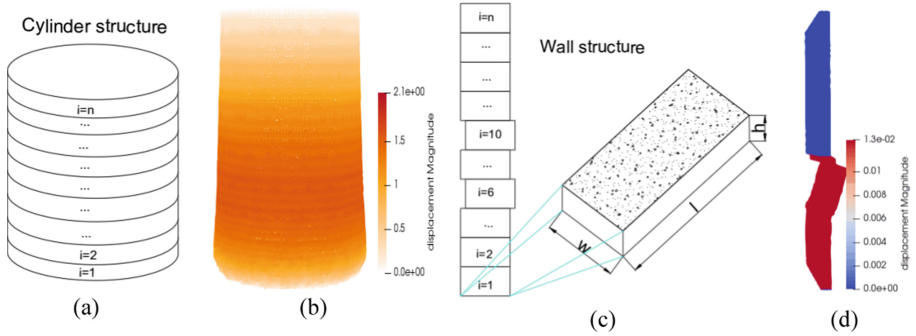 Cylinder structure
i=n
...
...
...
...
...
i=2
i=1
(a)
2.1e+00
1.5
1
0.5
0.0e+00
displacement Magnitude
(b)
i=n
...
...
...
i=10
...
i=6
...
i=2
i=1
Wall structure
h
l
w
(c)
1.3e-02
0.01
0.008
0.006
0.004
0.002
0.0e+00
displacement Magnitude
(d)